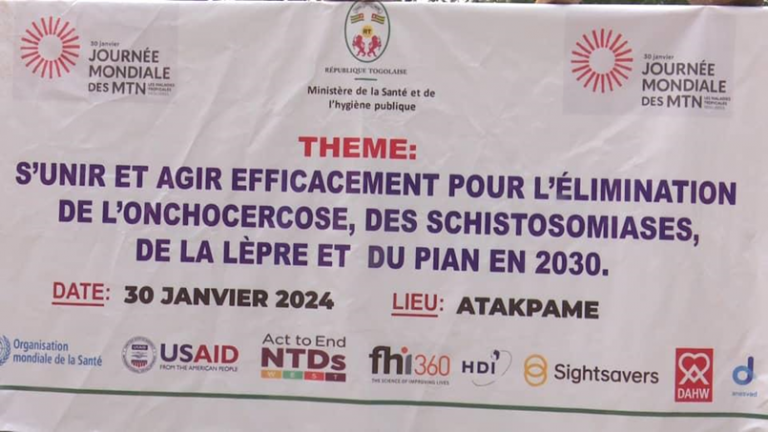 30 janvier
JOURNÉE
MONDIALE
DES MTN
RÉPUBLIQUE TOGOLAISE
Ministère de la Santé et de
l'hygiène publique
30 janvier
JOURNÉE
MONDIALE
DES MTN
THEME:
S'UNIR ET AGIR EFFICACEMENT POUR L'ÉLIMINATION
DE L'ONCHOCERCOSE, DES SCHISTOSOMIASES,
DE LA LÈPRE ET DU PIAN EN 2030.
DATE: 30 JANVIER 2024 LIEU: ATAKPAME
Organisation
mondiale de la Santé
USAID
FROM THE AMERICAN PEOPLE
Act to End
NTDs
WEST
fhi360
THE SCIENCE OF IMPROVING LIVES
HDI
Sightsavers
DAHW
anesvad